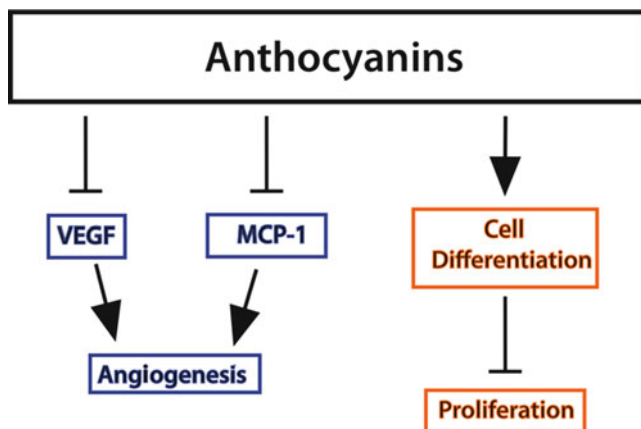 Anthocyanins
VEGF
MCP-1
Cell
Differentiation
Angiogenesis
Proliferation